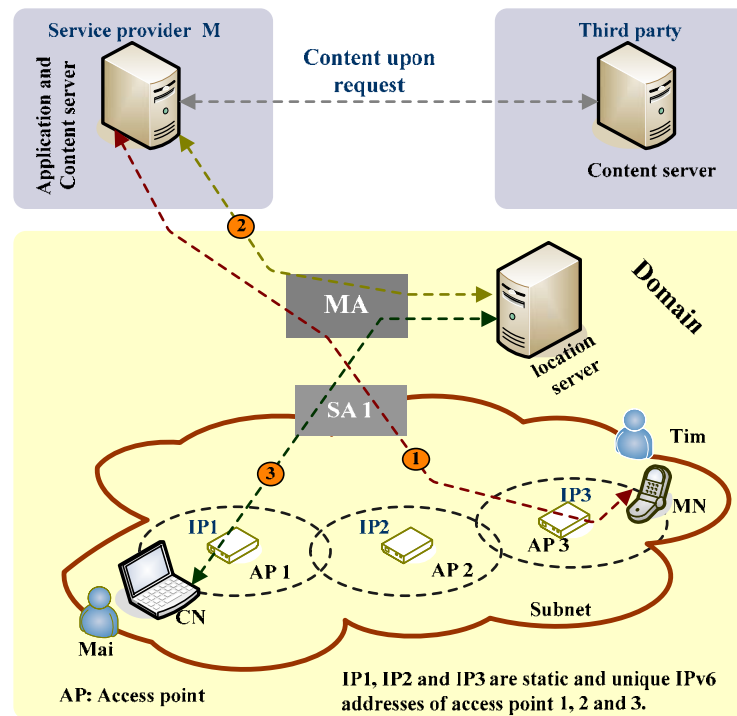 Service provider M
Third party
Application and
Content server
Content upon
request
Content server
2
MA
Domain
location
server
SA 1
Tim
3
1
IP1
IP2
IP3
MN
AP 1
AP 2
AP 3
CN
Subnet
Mai
AP: Access point
IP1, IP2 and IP3 are static and unique IPv6
addresses of access point 1, 2 and 3.